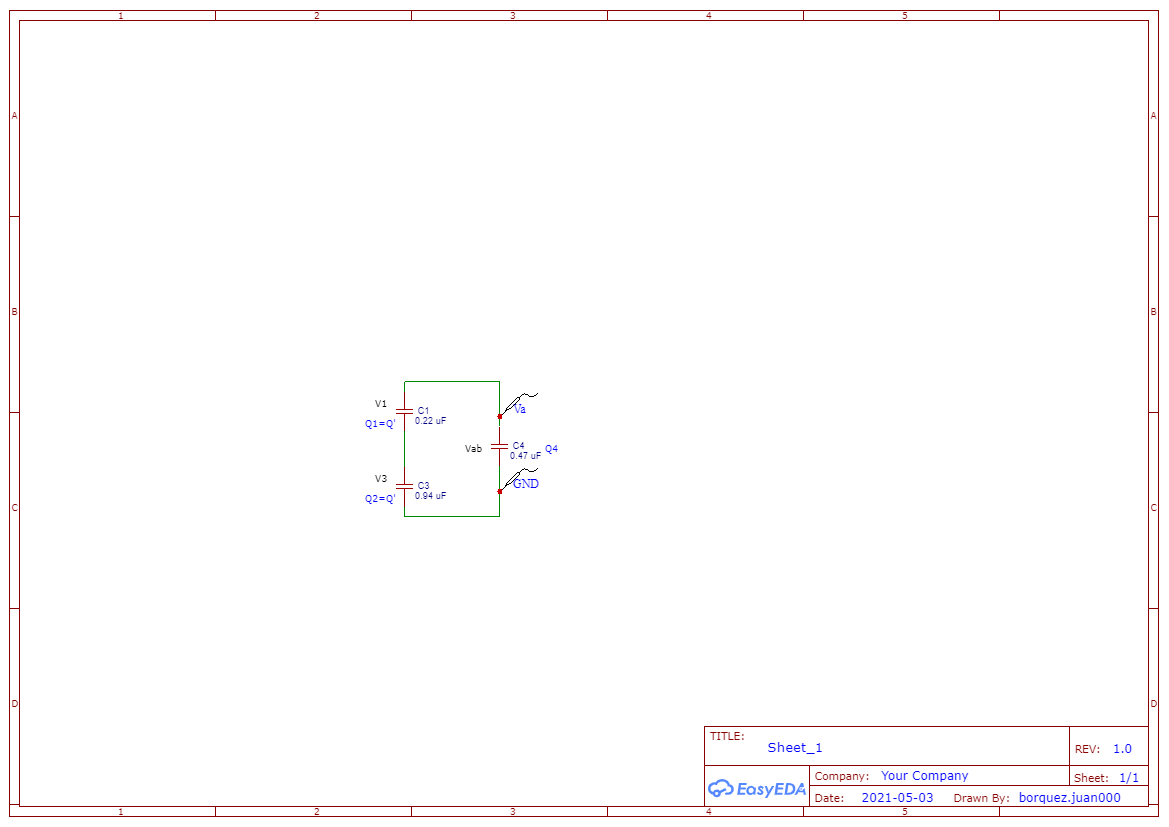 1 2 3 4 5
A A
B B
V1
C1
0.22 uF
Q1=Q'
Va
Vab
C4
0.47 uF
Q4
V3
C3
0.94 uF
Q2=Q'
GND
C C
D D
TITLE:
Sheet_1
REV: 1.0
EasyEDA
Company: Your Company
Sheet: 1/1
Date: 2021-05-03 Drawn By: borquez.juan000
1 2 3 4 5